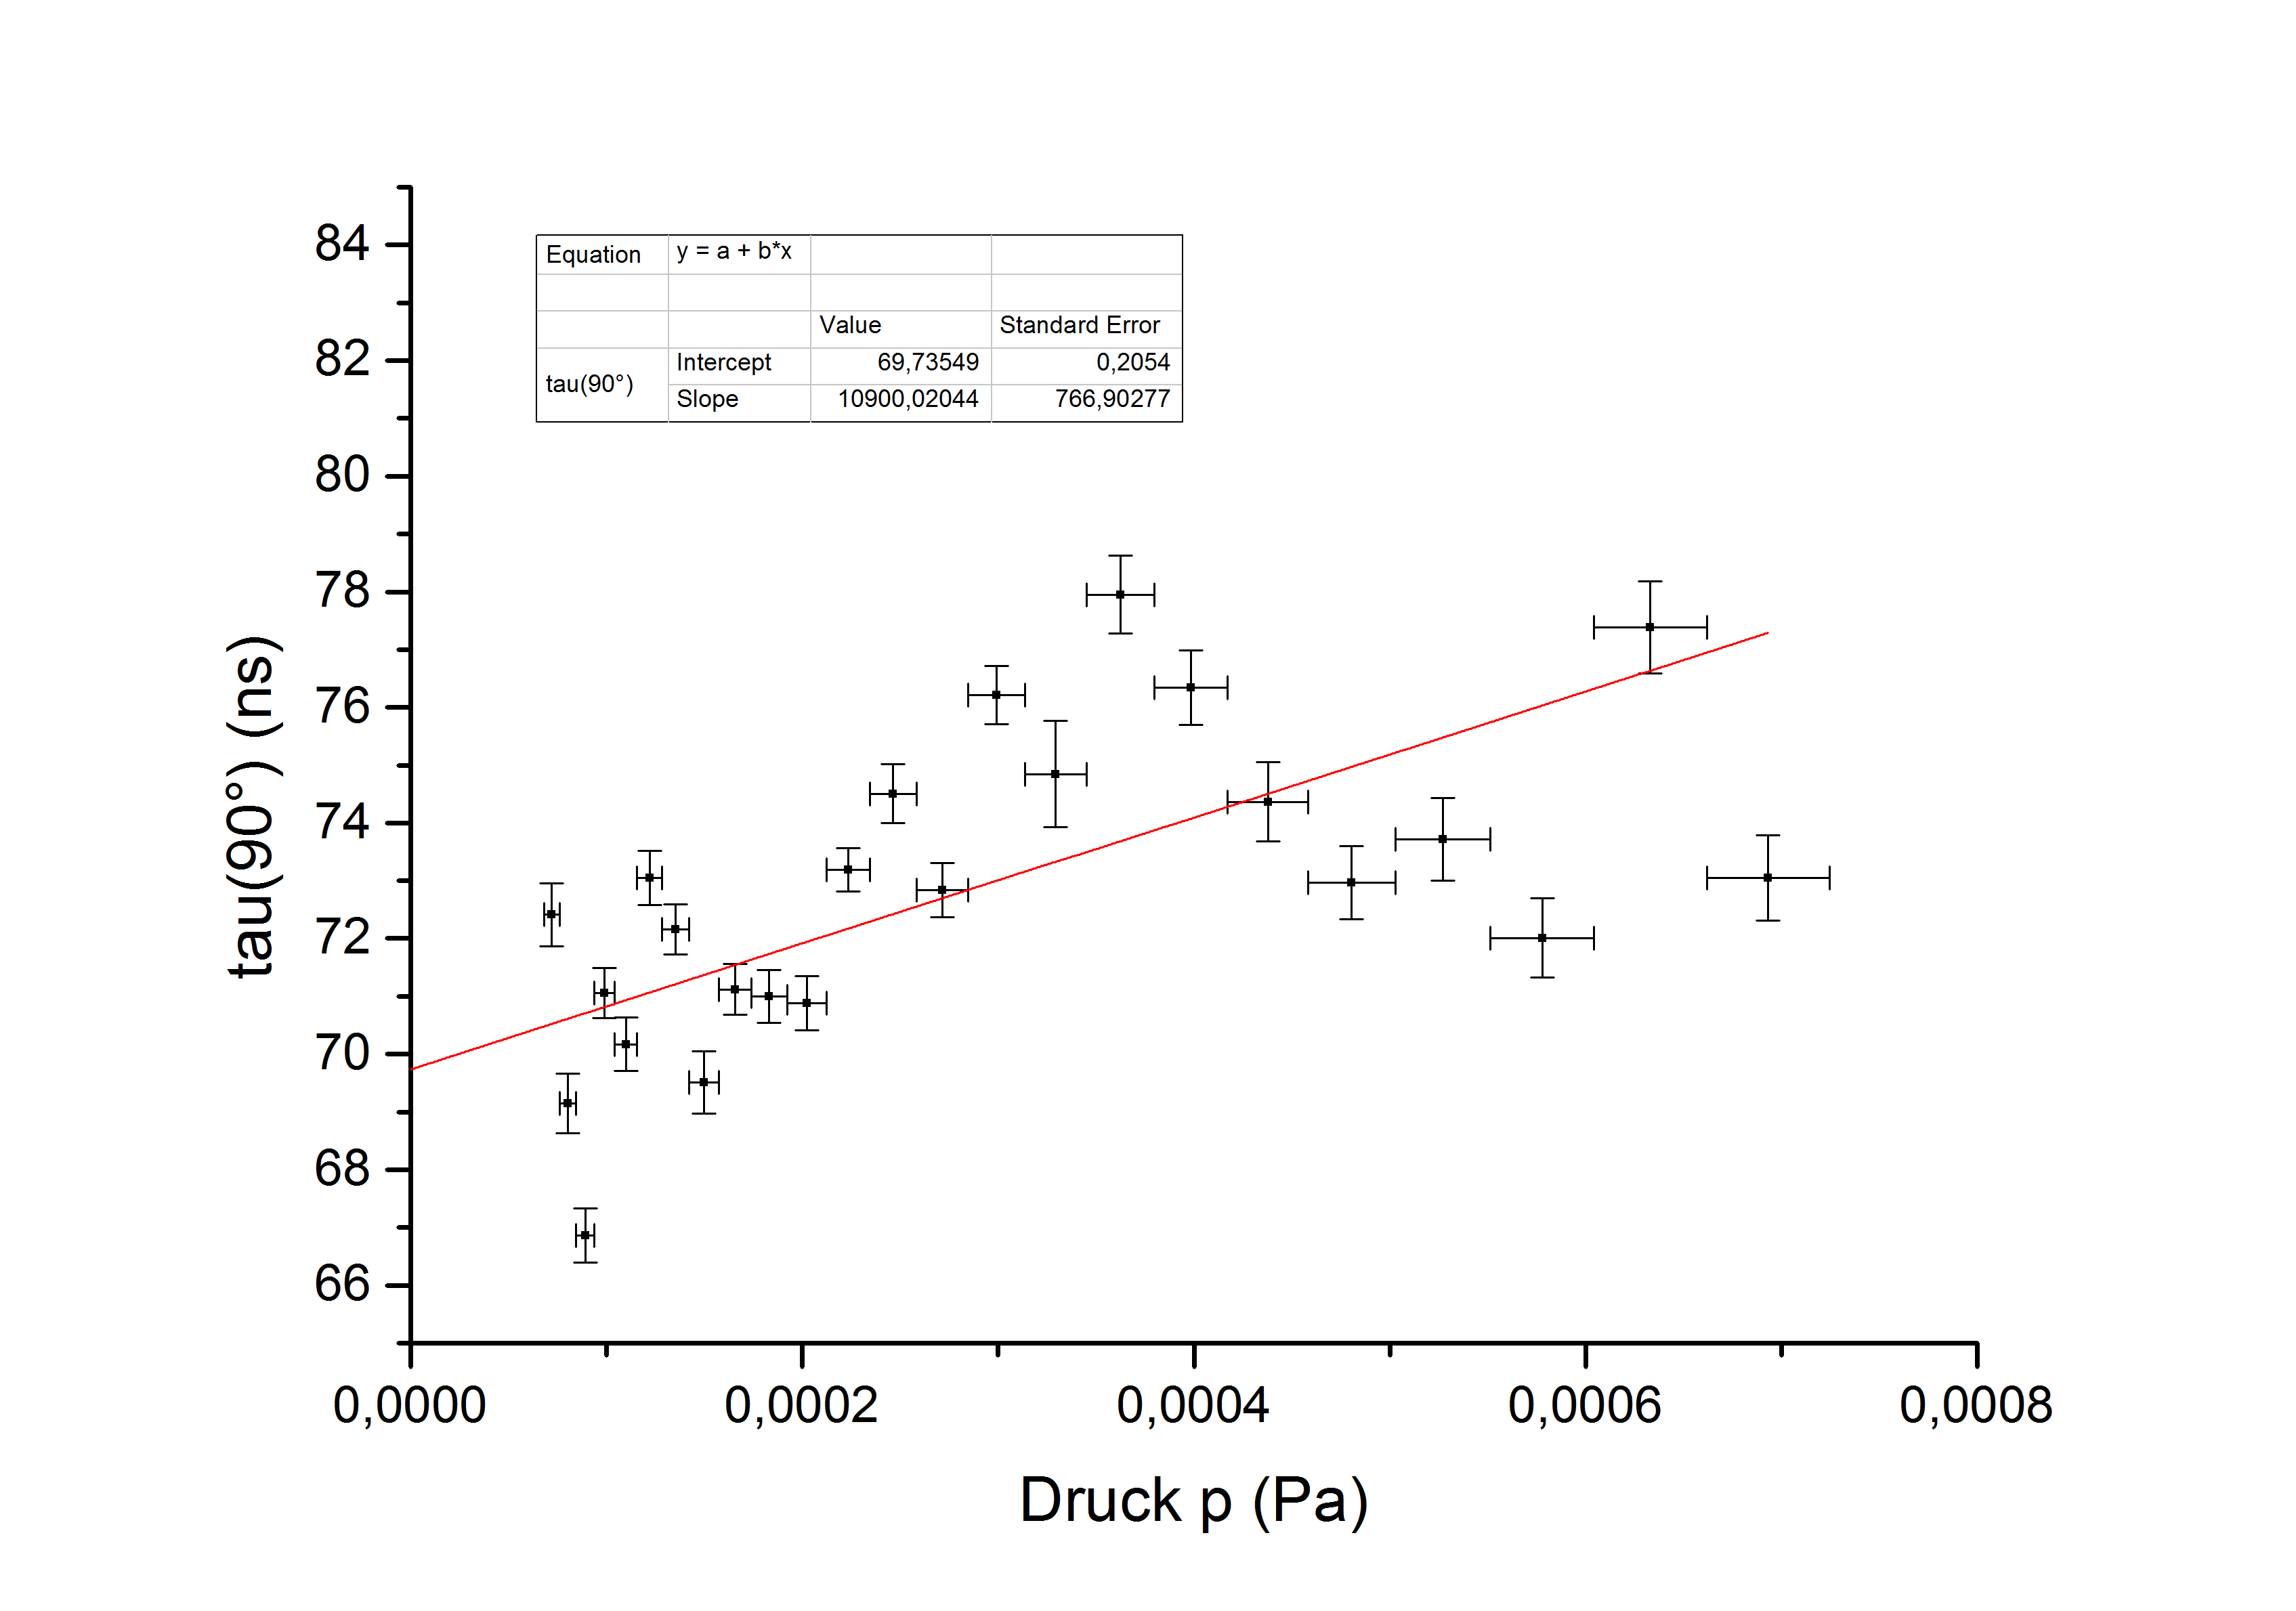 84
82
80
78
76
74
72
70
68
66
tau(90°) (ns)
Equation y = a + b*x
Value Standard Error
tau(90°)
Intercept 69,73549 0,2054
Slope 10900,02044 766,90277
0,0000 0,0002 0,0004 0,0006 0,0008
Druck p (Pa)